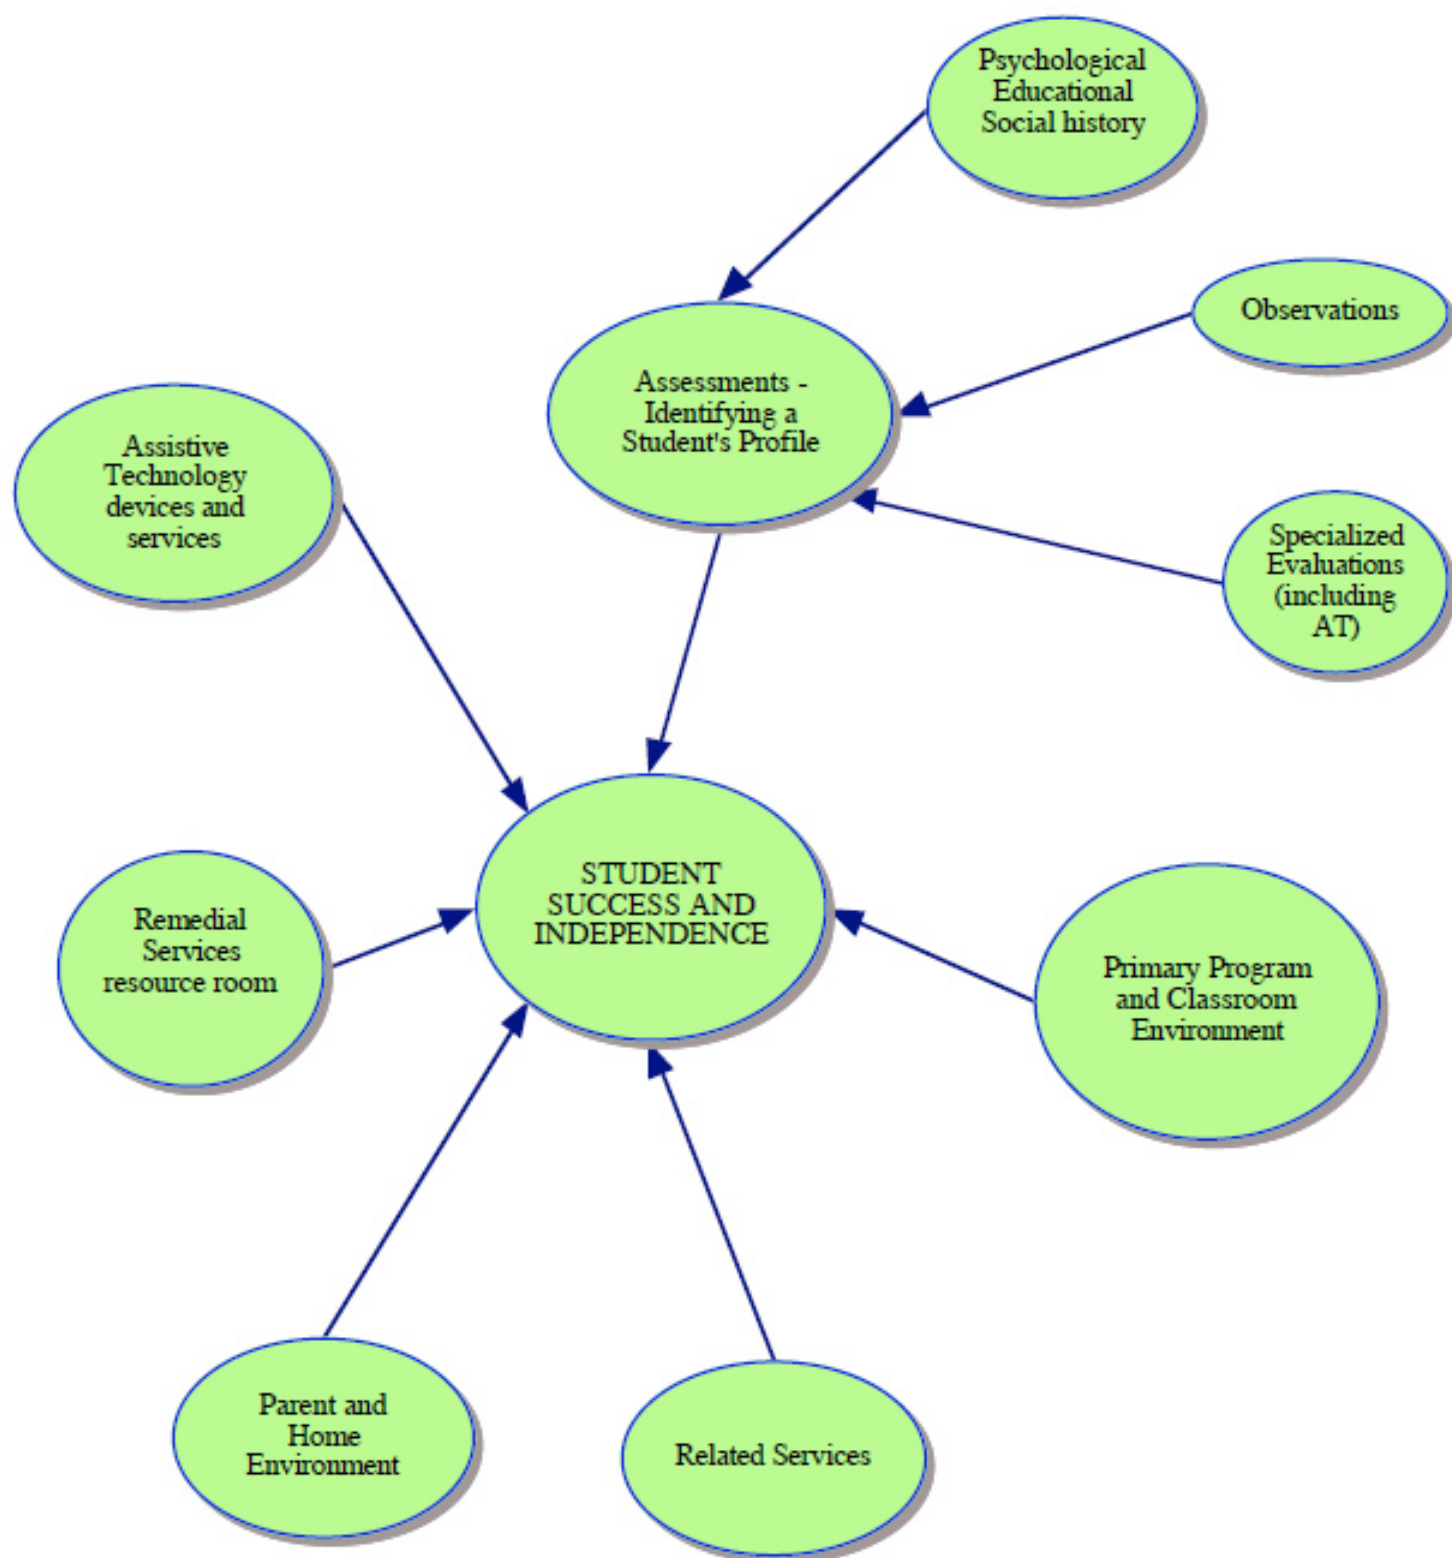 Psychological
Educational
Social history
Observations
Assessments -
Identifying a
Student's Profile
Assistive
Technology
devices and
services
Specialized
Evaluations
(including
AT)
STUDENT
SUCCESS AND
INDEPENDENCE
Remedial
Services
resource room
Primary Program
and Classroom
Environment
Parent and
Home
Environment
Related Services